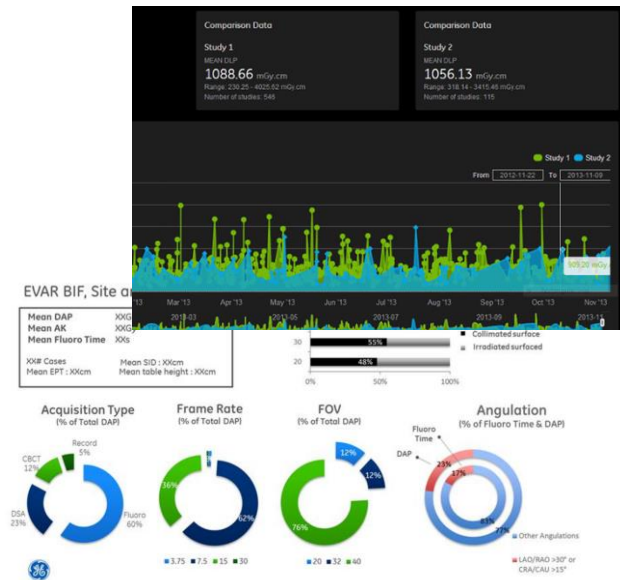 Comparison Data
Study 1
MEAN DLP
1088.66 mGy.cm
Range: 230.25 - 4025.52 mGy.cm
Number of studies: 546
Comparison Data
Study 2
MEAN DLP
1056.13 mGy.cm
Range: 318.14 - 3415.46 mGy.cm
Number of studies: 115
Study 1 Study 2
From 2012-11-22 To 2013-11-09
Mar '13 Apr '13 May '13 Jun '13 Jul '13 Aug '13 Sep '13 Oct '13 Nov '13
2013-03 2013-05 2013-07 2013-09 2013-11
EVAR BIF, Site
Mean DAP
Mean AK
Mean Fluoro Time XXs
XX# Cases
Mean SID : XXcm
Mean EPT : XXcm
Mean table height : XXcm
30
55%
20
48%
0% 50% 100%
Collimated surface
Irradiated surfaced
Acquisition Type
(% of Total DAP)
Record
5%
CBCT
12%
DSA
23%
Fluoro
60%
Frame Rate
(% of Total DAP)
36%
62%
3.75 7.5 15 30
FOV
(% of Total DAP)
12%
12%
76%
20 32 40
Angulation
(% of Fluoro Time & DAP)
Fluoro
Time
DAP
23%
17%
83%
77%
Other Angulations
LAO/RAO >30° or
CRA/CAU >15°